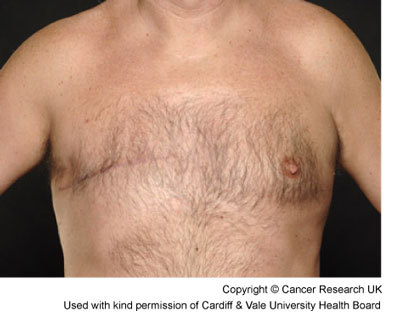 Copyright © Cancer Research UK
Used with kind permission of Cardiff & Vale University Health Board